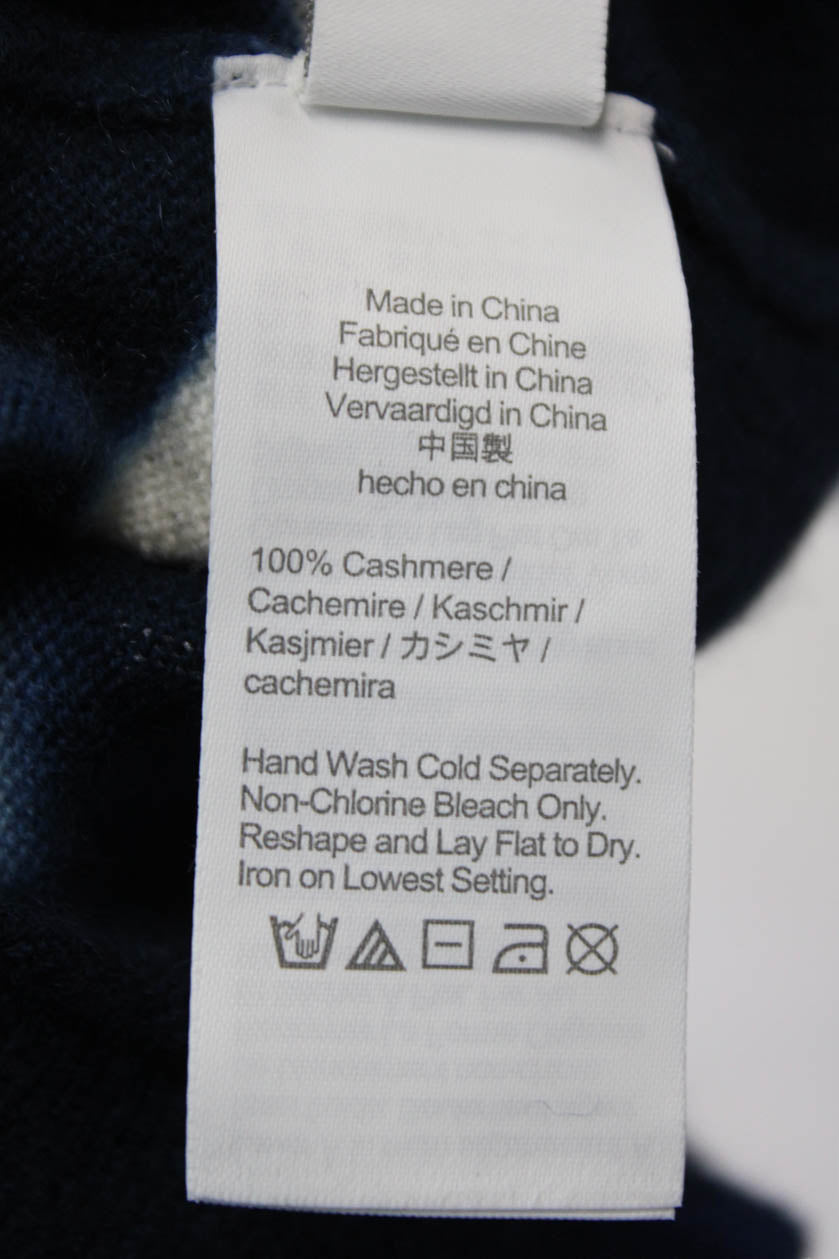 Made in China
Fabriqué en Chine
Hergestellt in China
Vervaardigd in China
中国製
hecho en china
100% Cashmere /
Cachemire / Kaschmir /
Kasjmier / カシミヤ /
cachemira
Hand Wash Cold Separately.
Non-Chlorine Bleach Only.
Reshape and Lay Flat to Dry.
Iron on Lowest Setting.